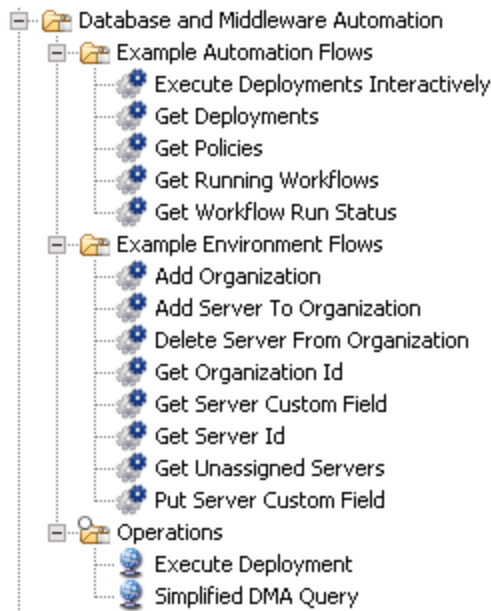 Database and Middleware Automation
Example Automation Flows
Execute Deployments Interactively
Get Deployments
Get Policies
Get Running Workflows
Get Workflow Run Status
Example Environment Flows
Add Organization
Add Server To Organization
Delete Server From Organization
Get Organization Id
Get Server Custom Field
Get Server Id
Get Unassigned Servers
Put Server Custom Field
Operations
Execute Deployment
Simplified DMA Query